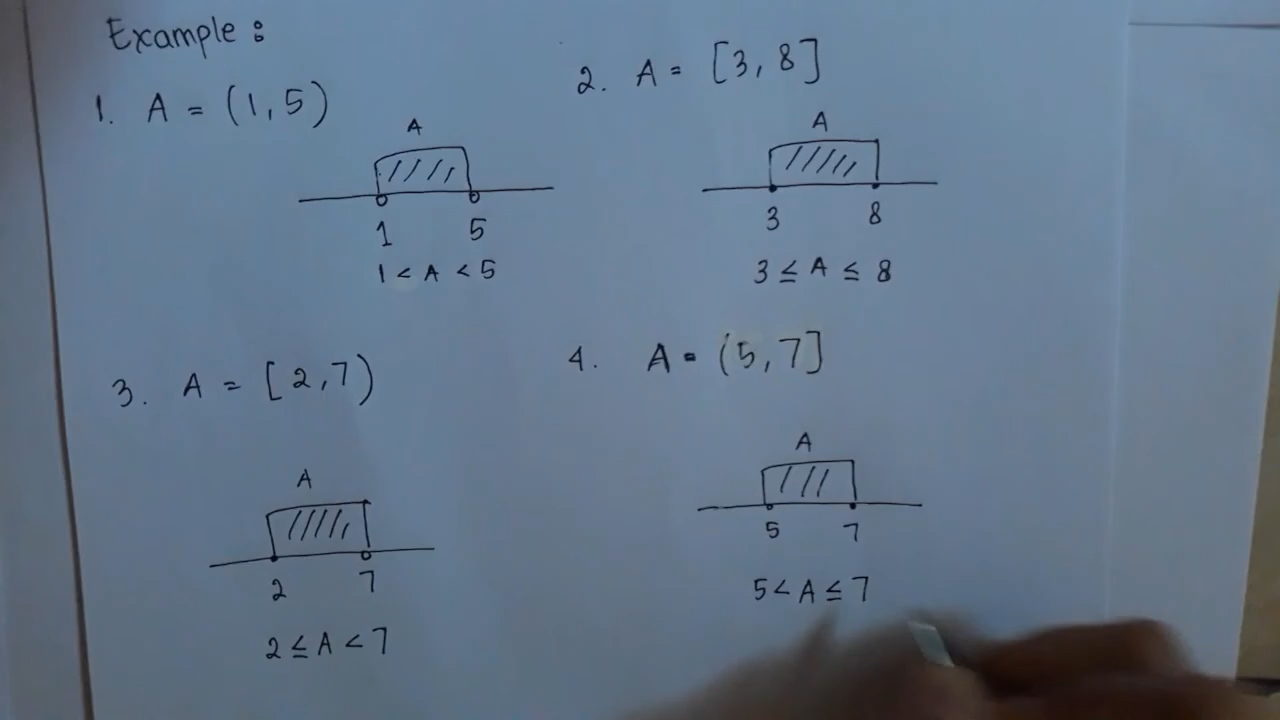 Example :
1. A = (1, 5)
A
1 5
1 < A < 5
2. A = [3, 8]
A
3 8
3 ≤ A ≤ 8
3. A = [2, 7)
A
2 7
2 ≤ A < 7
4. A = (5, 7]
A
5 7
5 < A ≤ 7